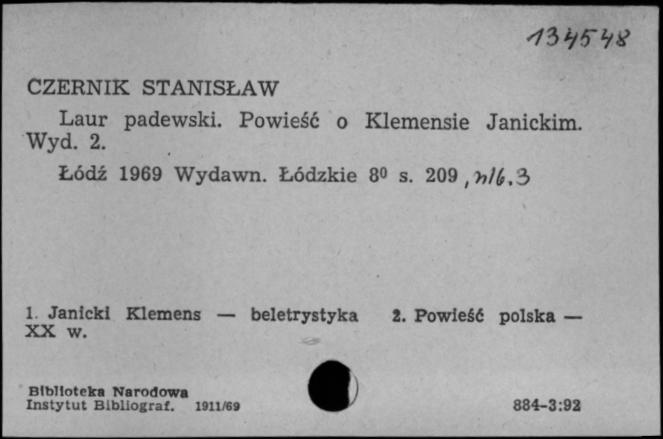 134548
CZERNIK STANISŁAW
Laur padewski. Powieść o Klemensie Janickim.
Wyd. 2.
Łódź 1969 Wydawn. Łódzkie 8⁰ s. 209, nlb. 3
1. Janicki Klemens — beletrystyka 2. Powieść polska —
XX w.
Biblioteka Narodowa
Instytut Bibliograf. 1911/69
884-3:92